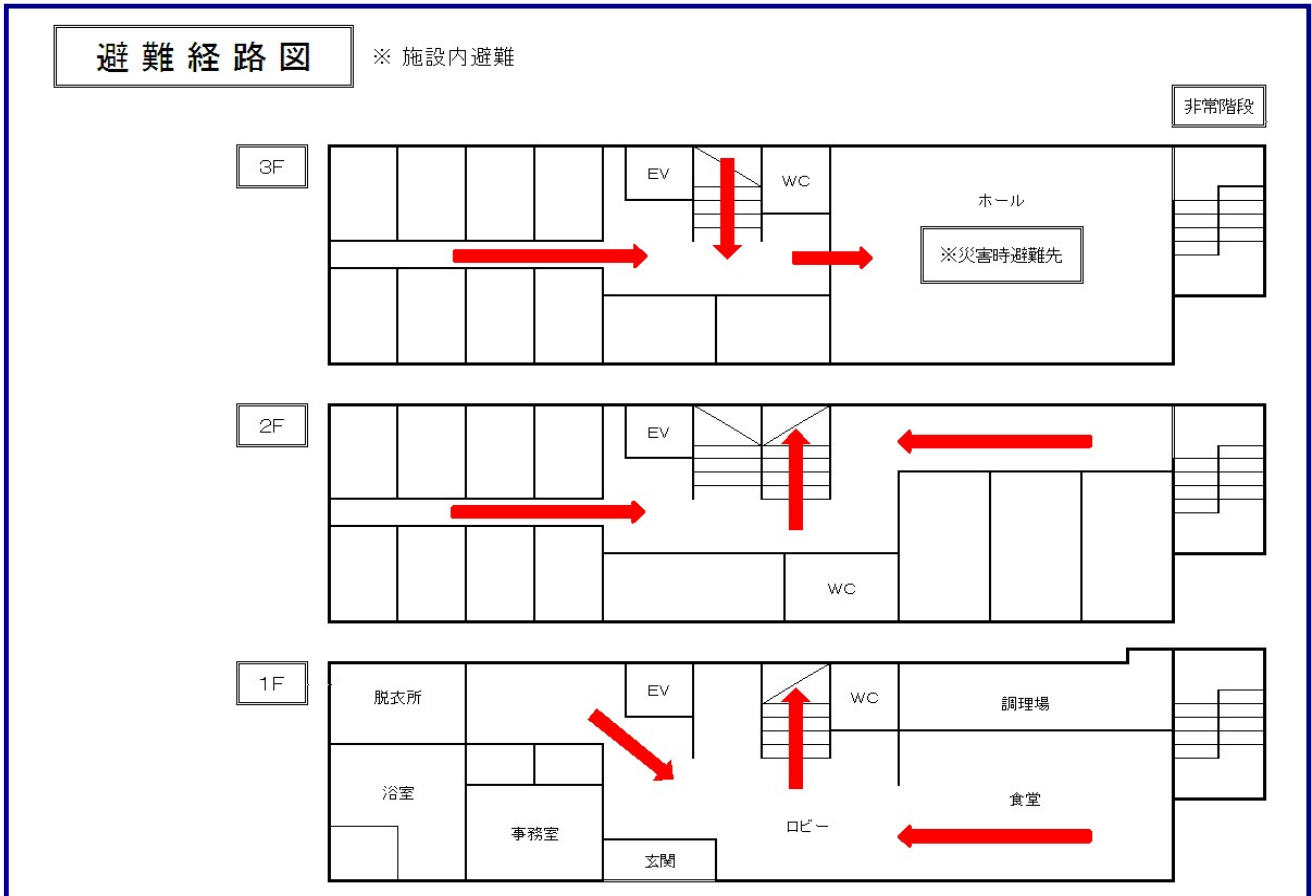 避難経路図
※ 施設内避難
非常階段
3F
EV
WC
ホール
※災害時避難先
2F
EV
WC
1F
脱衣所
EV
WC
調理場
浴室
食堂
事務室
ロビー
玄関